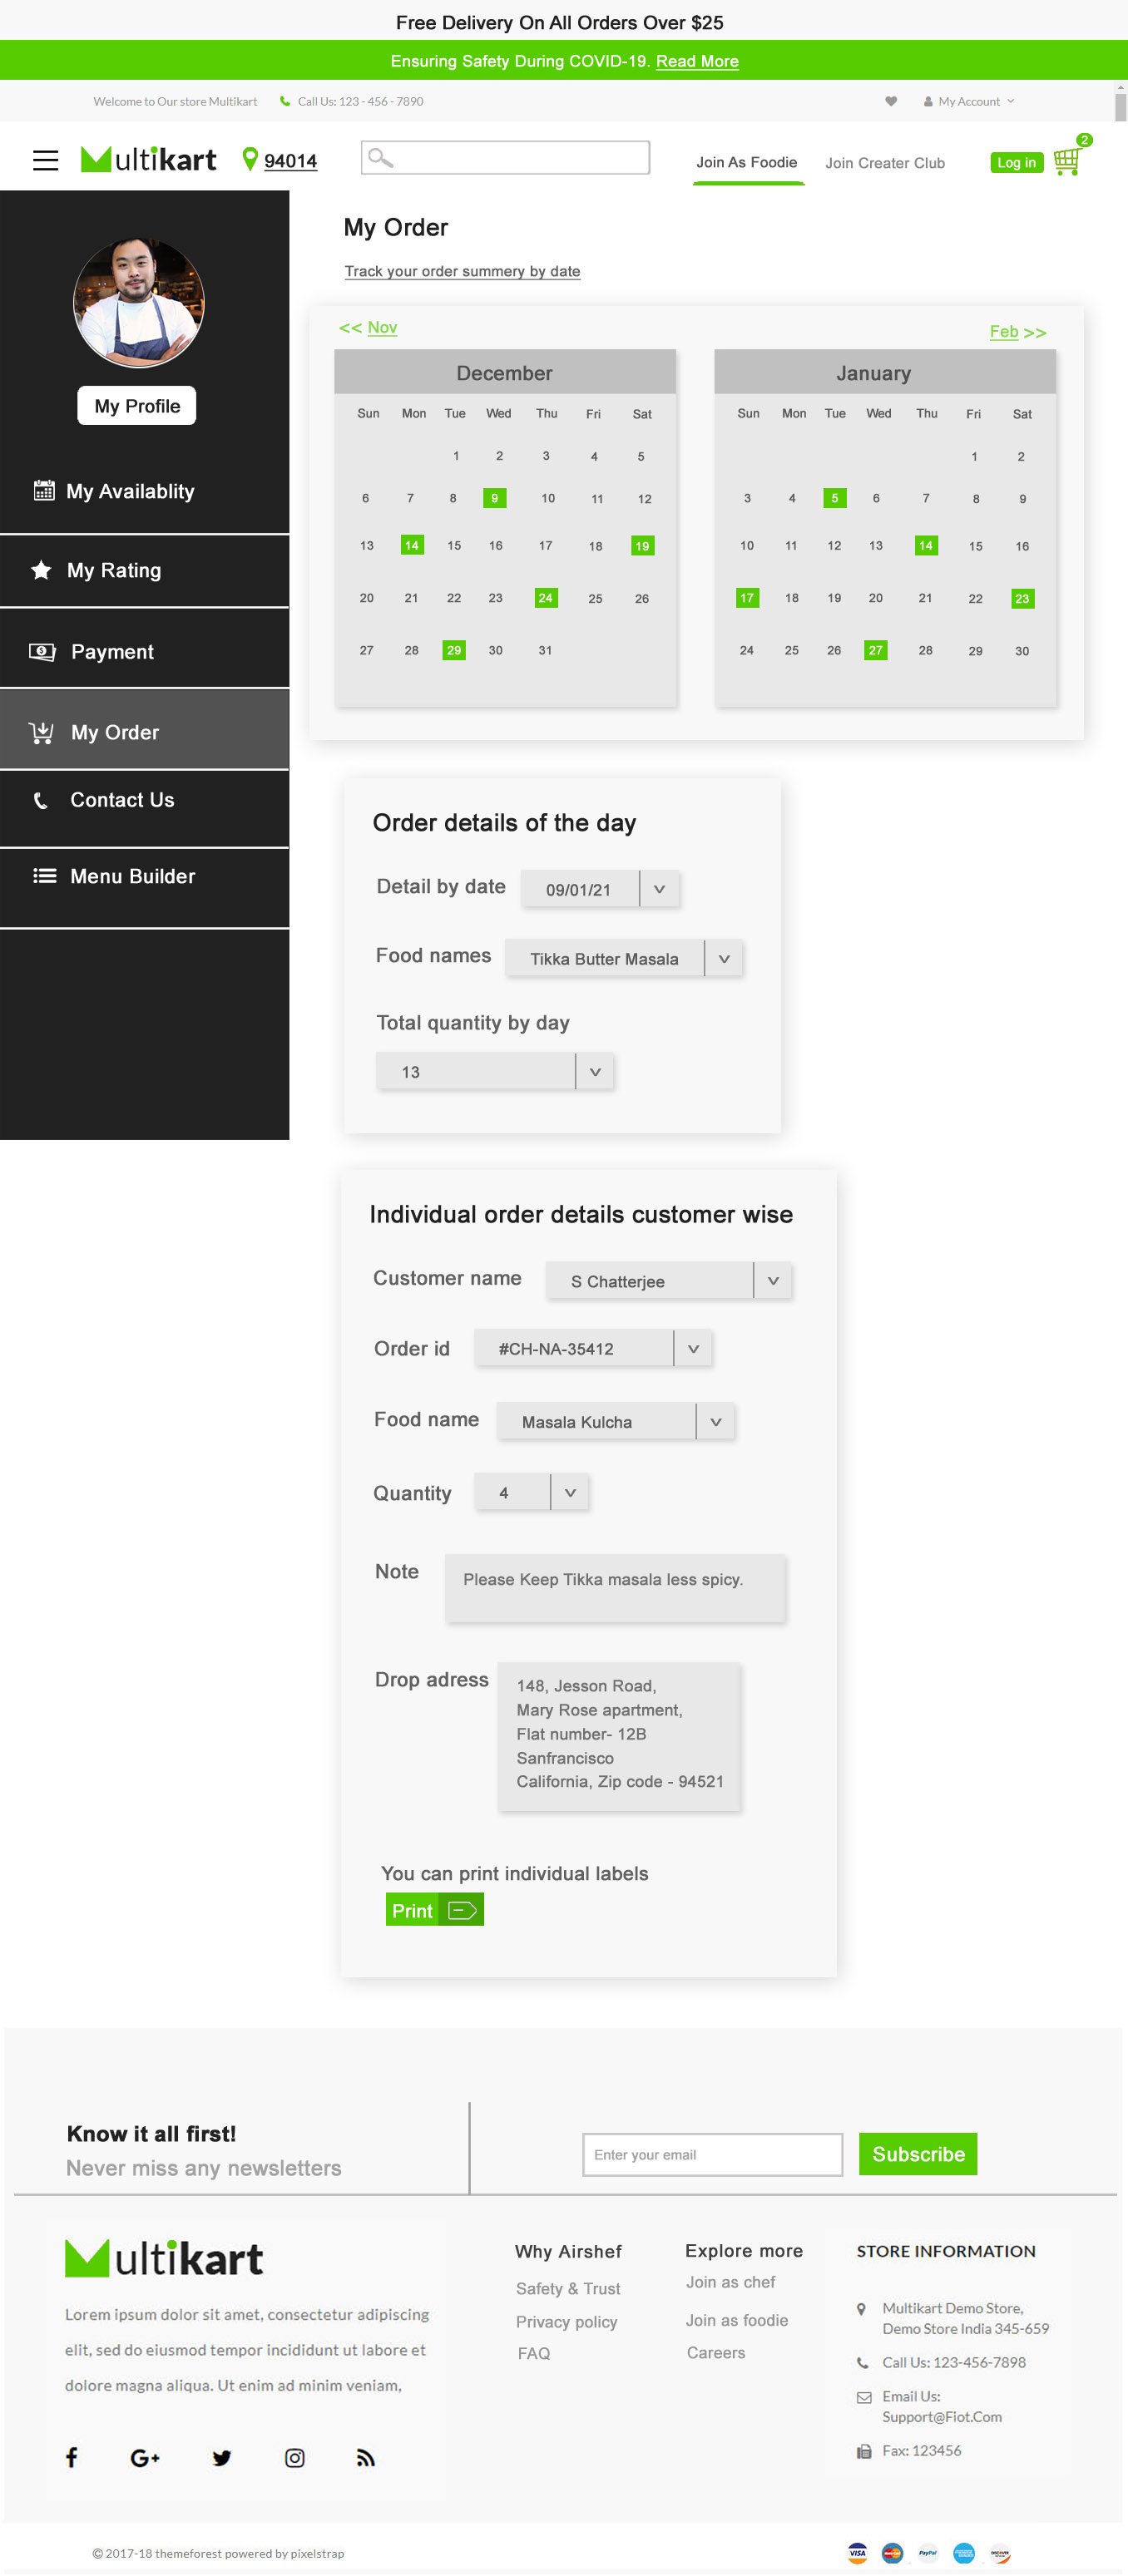 Free Delivery On All Orders Over $25
Ensuring Safety During COVID-19. Read More
Welcome to Our store Multikart Call Us: 123 - 456 - 7890 My Account
Multikart 94014 Join As Foodie Join Creater Club Log in 2
My Order
Track your order summery by date
<< Nov Feb >>
December
Sun Mon Tue Wed Thu Fri Sat
1 2 3 4 5
6 7 8 9 10 11 12
13 14 15 16 17 18 19
20 21 22 23 24 25 26
27 28 29 30 31
January
Sun Mon Tue Wed Thu Fri Sat
1 2
3 4 5 6 7 8 9
10 11 12 13 14 15 16
17 18 19 20 21 22 23
24 25 26 27 28 29 30
My Profile
My Availablity
My Rating
Payment
My Order
Contact Us
Menu Builder
Order details of the day
Detail by date 09/01/21
Food names Tikka Butter Masala
Total quantity by day
13
Individual order details customer wise
Customer name S Chatterjee
Order id #CH-NA-35412
Food name Masala Kulcha
Quantity 4
Note Please Keep Tikka masala less spicy.
Drop adress 148, Jesson Road,
Mary Rose apartment,
Flat number- 12B
Sanfrancisco
California, Zip code - 94521
You can print individual labels
Print
Know it all first!
Never miss any newsletters
Enter your email Subscribe
Multikart
Lorem ipsum dolor sit amet, consectetur adipiscing
elit, sed do eiusmod tempor incididunt ut labore et
dolore magna aliqua. Ut enim ad minim veniam,
Why Airshef
Safety & Trust
Privacy policy
FAQ
Explore more
Join as chef
Join as foodie
Careers
STORE INFORMATION
Multikart Demo Store,
Demo Store India 345-659
Call Us: 123-456-7898
Email Us:
Support@Fiot.Com
Fax: 123456
© 2017-18 themeforest powered by pixelstrap
VISA PayPal DISCOVER